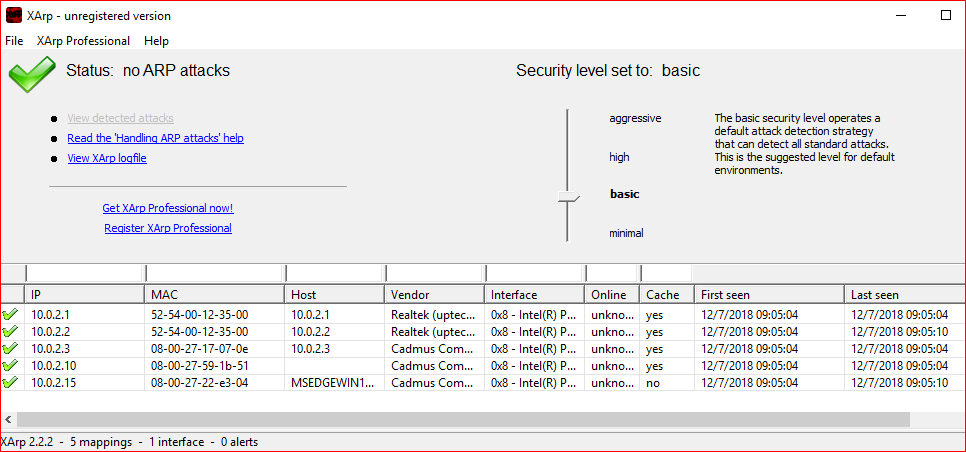 XArp - unregistered version
File XArp Professional Help
Status: no ARP attacks
Security level set to: basic
View detected attacks
Read the 'Handling ARP attacks' help
View XArp logfile
Get XArp Professional now!
Register XArp Professional
aggressive
high
basic
minimal
The basic security level operates a
default attack detection strategy
that can detect all standard attacks.
This is the suggested level for default
environments.
IP MAC Host Vendor Interface Online Cache First seen Last seen
10.0.2.1 52-54-00-12-35-00 10.0.2.1 Realtek (uptec... 0x8 - Intel(R) P... unkno... yes 12/7/2018 09:05:04 12/7/2018 09:05:04
10.0.2.2 52-54-00-12-35-00 10.0.2.2 Realtek (uptec... 0x8 - Intel(R) P... unkno... yes 12/7/2018 09:05:04 12/7/2018 09:05:10
10.0.2.3 08-00-27-17-07-0e 10.0.2.3 Cadmus Com... 0x8 - Intel(R) P... unkno... yes 12/7/2018 09:05:04 12/7/2018 09:05:04
10.0.2.10 08-00-27-59-1b-51 Cadmus Com... 0x8 - Intel(R) P... unkno... yes 12/7/2018 09:05:04 12/7/2018 09:05:04
10.0.2.15 08-00-27-22-e3-04 MSEDGEWIN1... Cadmus Com... 0x8 - Intel(R) P... unkno... no 12/7/2018 09:05:04 12/7/2018 09:05:10
XArp 2.2.2 - 5 mappings - 1 interface - 0 alerts